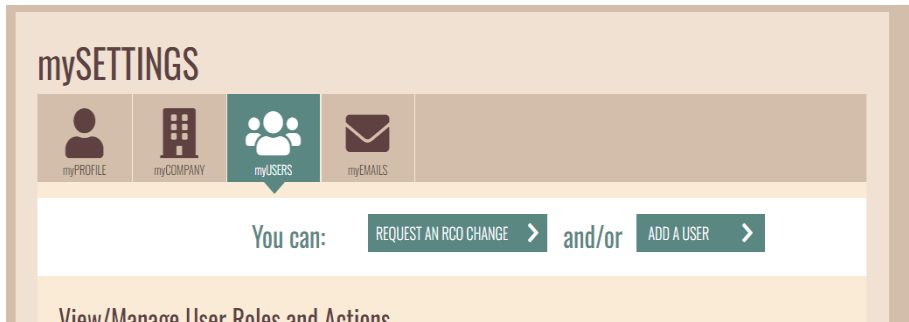 mySETTINGS
myPROFILE myCOMPANY myUSERS myEMAILS
You can: REQUEST AN RCO CHANGE and/or ADD A USER
View/Manage User Roles and Actions